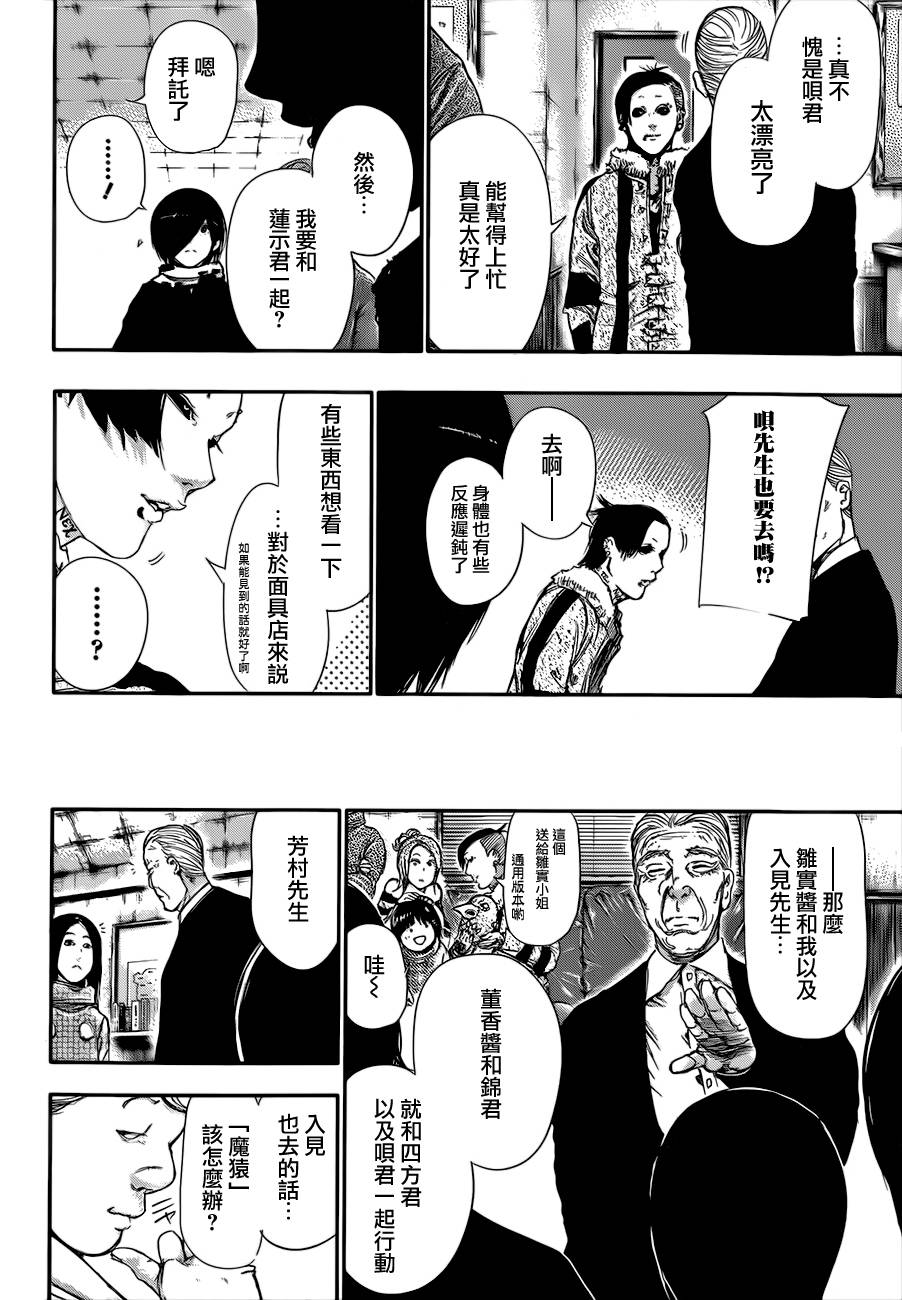 …真不
愧是唄君
太漂亮了
能幫得上忙
真是太好了
然後…
我要和
蓮示君一起?
嗯
拜託了
……!
唄先生也要去嗎!?
去啊——
身體也有些
反應遲鈍了
有些東西想看一下
…對於面具店來說
如果能見到的話就好了啊
……?
——那麼
雛實醬和我以及
入見先生…
這個
送給雛實小姐
通用版本喲
哇~
董香醬和錦君
就和四方君
以及唄君一起行動
芳村先生
入見
也去的話…
「魔猿」
該怎麼辦?